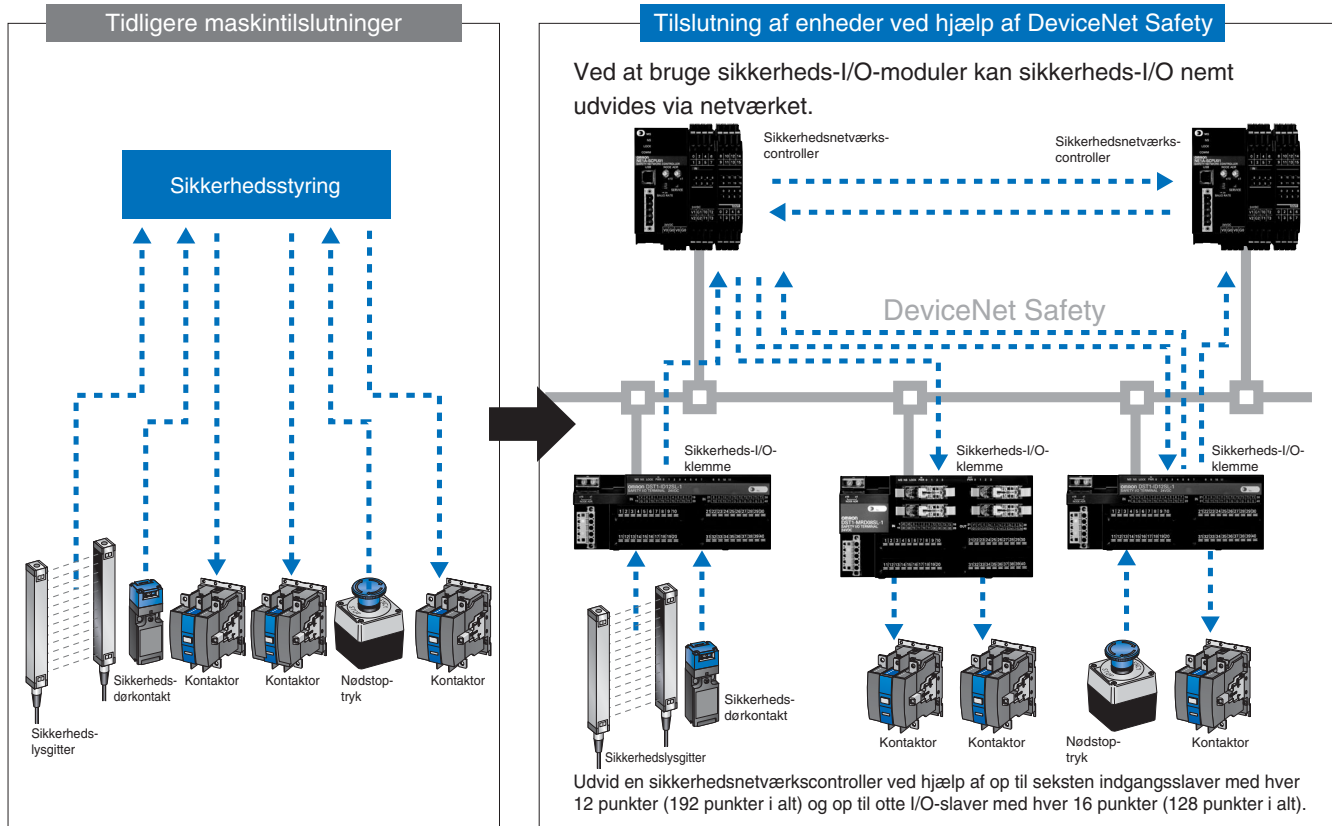 Tidligere maskintilslutninger
Sikkerhedsstyring
Sikkerheds-
lysgitter
Sikkerheds-
dørkontakt
Kontaktor
Kontaktor
Nødstop-
tryk
Kontaktor
Tilslutning af enheder ved hjælp af DeviceNet Safety
Ved at bruge sikkerheds-I/O-moduler kan sikkerheds-I/O nemt
udvides via netværket.
Sikkerhedsnetværks-
controller
Sikkerhedsnetværks-
controller
DeviceNet Safety
Sikkerheds-I/O-
klemme
Sikkerheds-I/O-
klemme
Sikkerheds-I/O-
klemme
Sikkerhedslysgitter
Sikkerheds-
dørkontakt
Kontaktor
Kontaktor
Nødstop-
tryk
Kontaktor
Udvid en sikkerhedsnetværkscontroller ved hjælp af op til seksten indgangsslaver med hver
12 punkter (192 punkter i alt) og op til otte I/O-slaver med hver 16 punkter (128 punkter i alt).